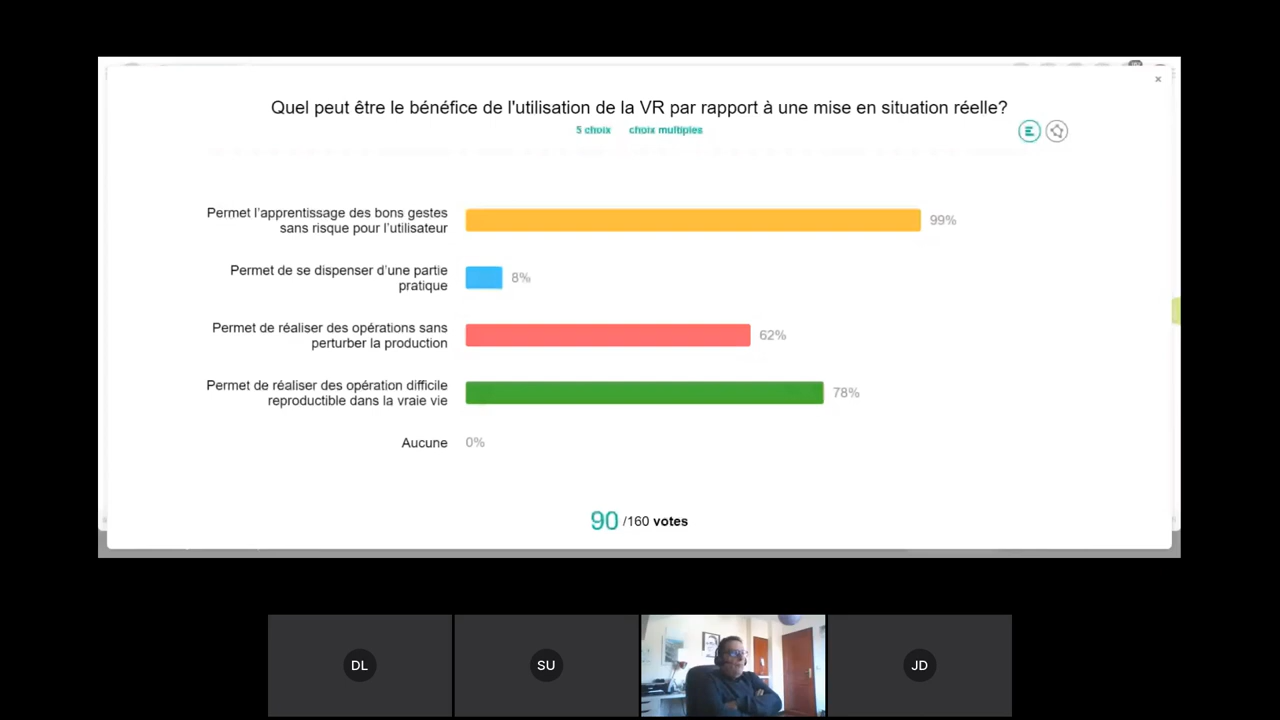 ×
Quel peut être le bénéfice de l'utilisation de la VR par rapport à une mise en situation réelle?
5 choix choix multiples
Permet l'apprentissage des bons gestes
sans risque pour l'utilisateur
99%
Permet de se dispenser d'une partie
pratique
8%
Permet de réaliser des opérations sans
perturber la production
62%
Permet de réaliser des opération difficile
reproductible dans la vraie vie
78%
Aucune
0%
90 /160 votes
DL
SU
JD